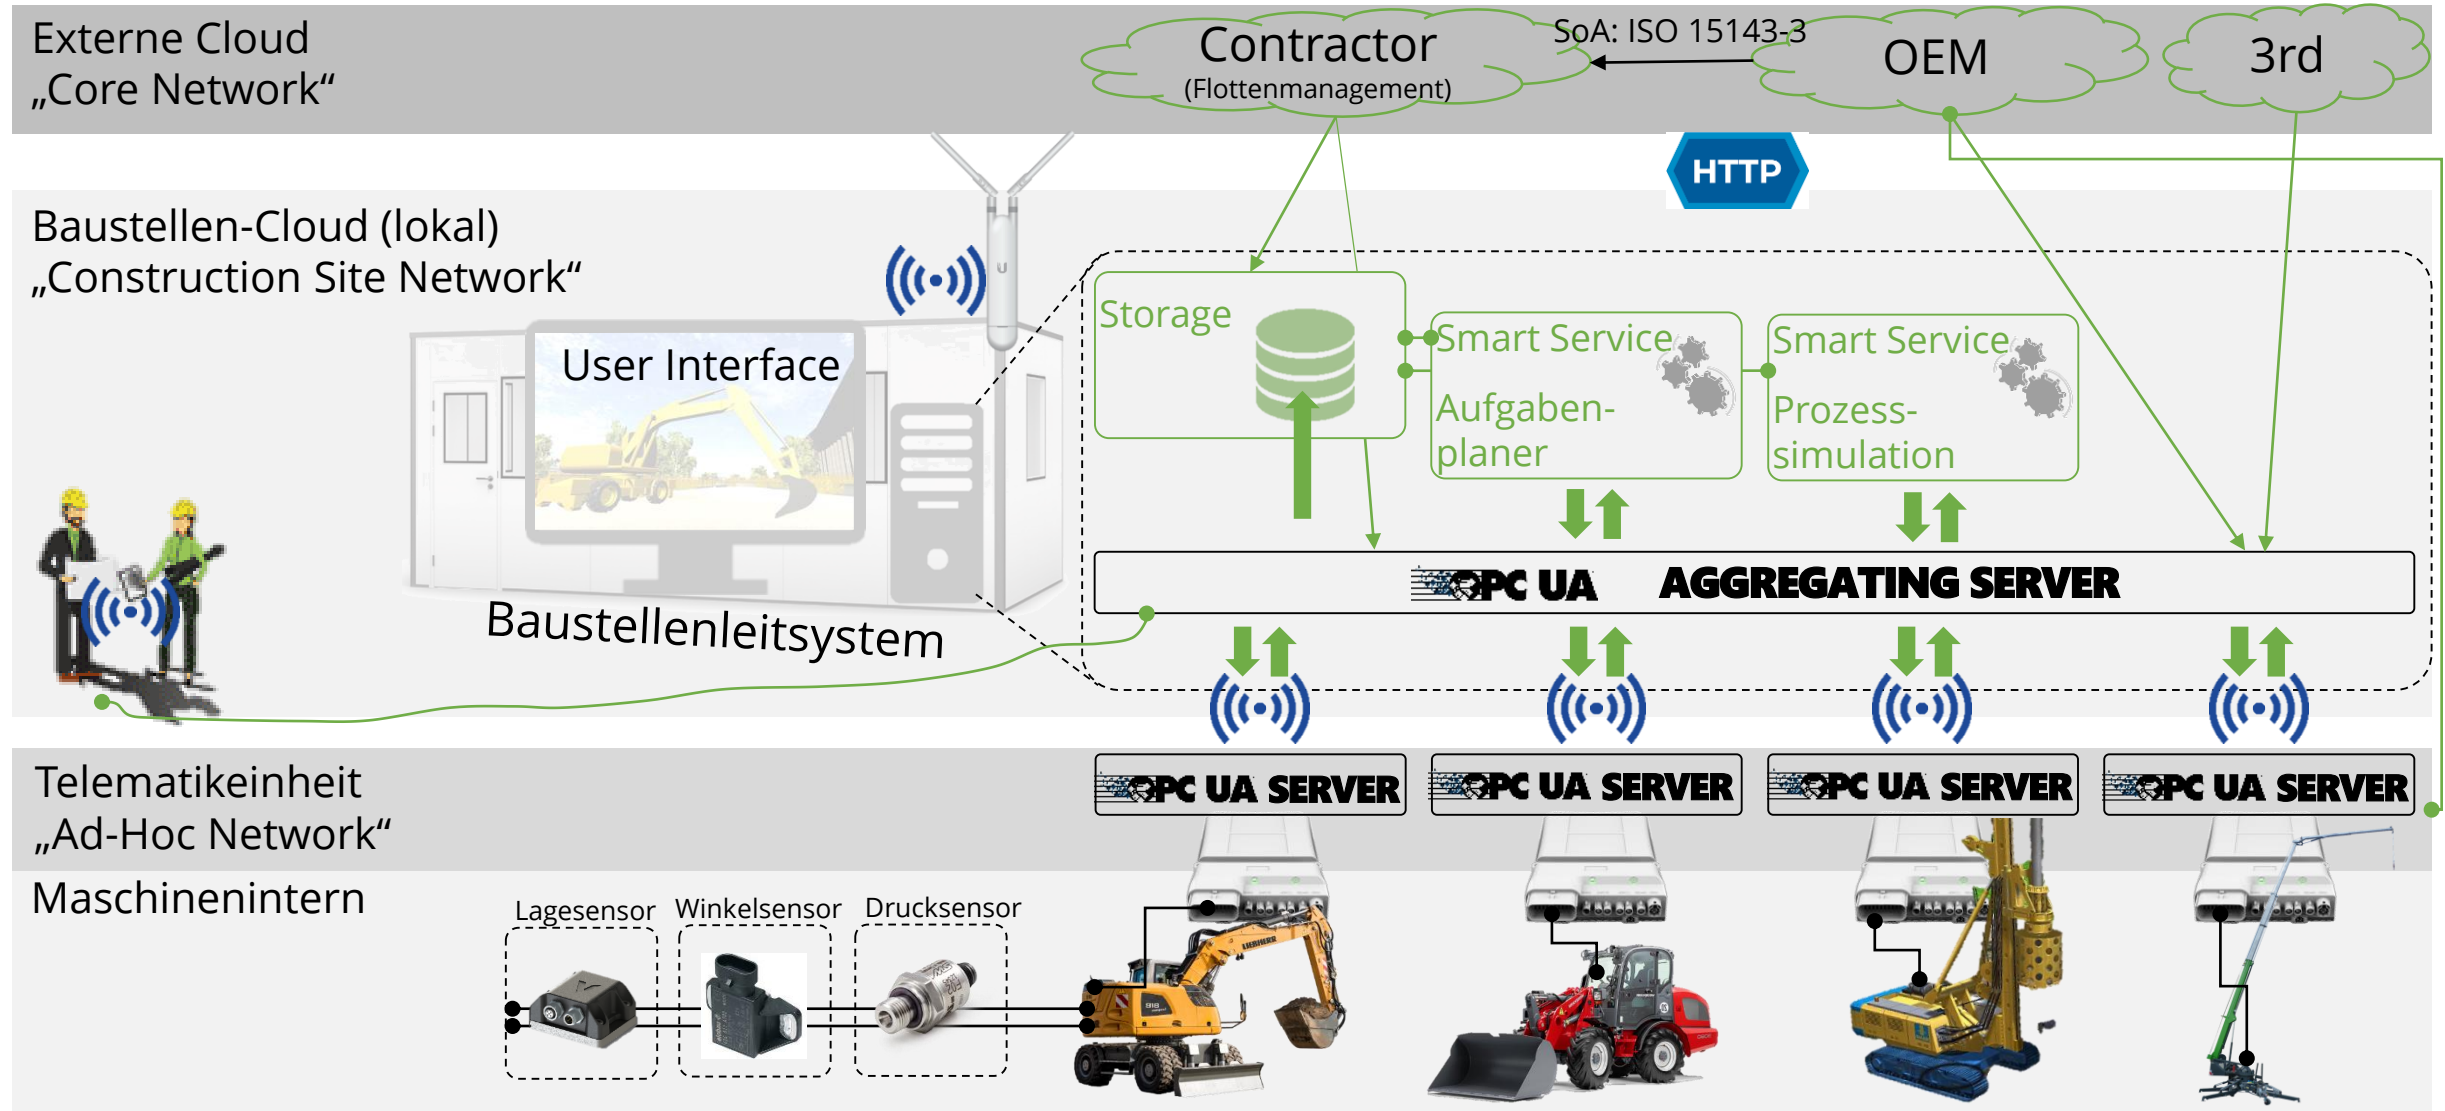 Externe Cloud
„Core Network“
Contractor
(Flottenmanagement)
SoA: ISO 15143-3
OEM
3rd
HTTP
Baustellen-Cloud (lokal)
„Construction Site Network“
U
User Interface
Baustellenleitsystem
Storage
Smart Service
Aufgaben-
planer
Smart Service
Prozess-
simulation
OPC UA AGGREGATING SERVER
Telematikeinheit
„Ad-Hoc Network“
OPC UA SERVER
OPC UA SERVER
OPC UA SERVER
OPC UA SERVER
Maschinenintern
Lagesensor
Winkelsensor
Drucksensor
LIEBHERR
918